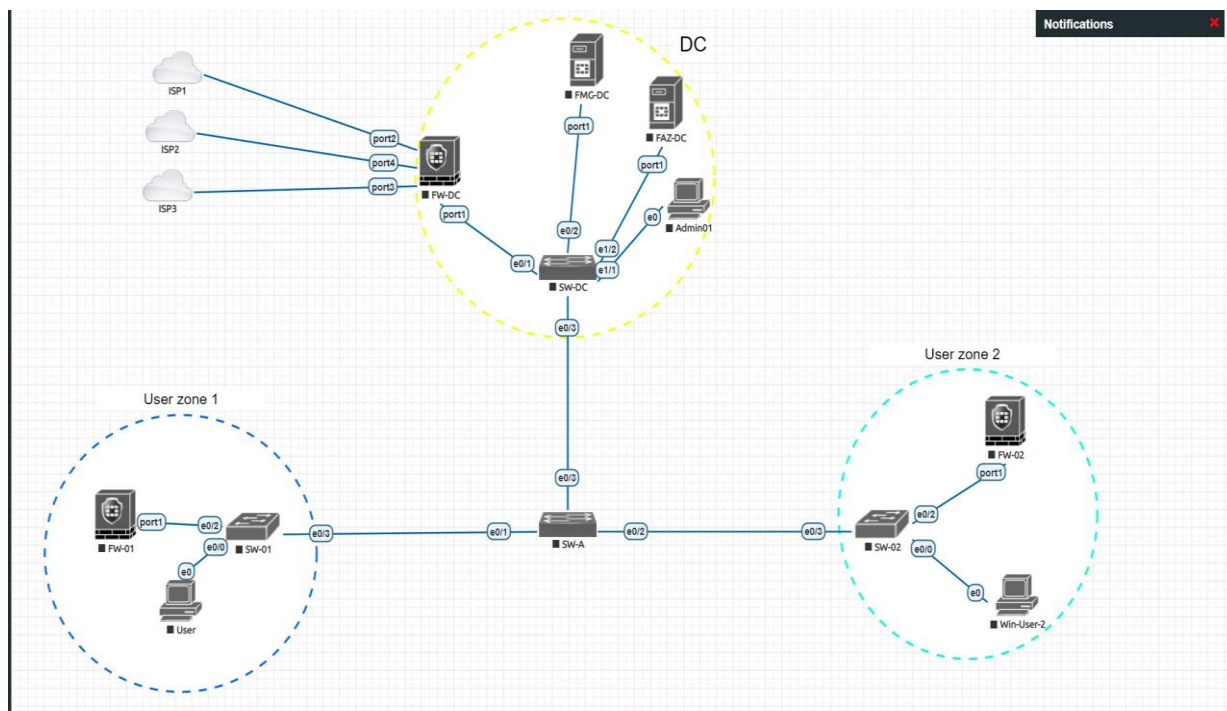 Notifications
DC
ISP1
port2
ISP2
port4
ISP3
port3
FW-DC
port1
FMG-DC
port1
FAZ-DC
port1
e0
Admin01
e0/2
e1/2
e1/1
e0/1
SW-DC
e0/3
User zone 1
User zone 2
FW-02
port1
e0/3
port1
e0/2
FW-01
SW-01
e0/0
e0
User
e0/3
e0/1
SW-A
e0/2
e0/3
SW-02
e0/2
e0/0
e0
Win-User-2